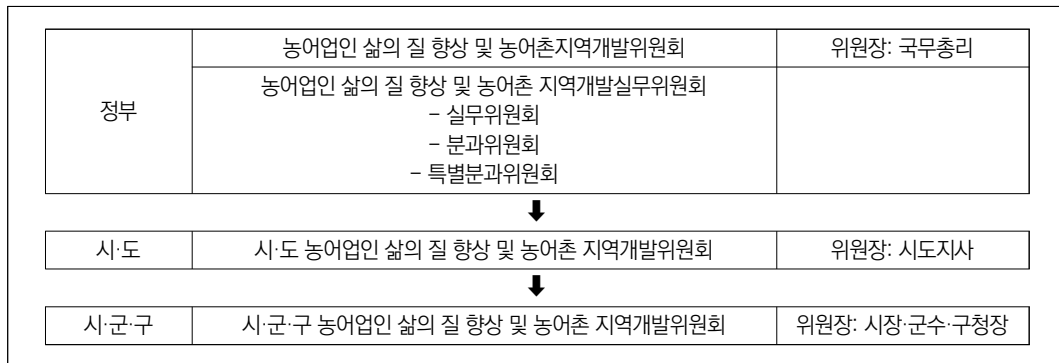 정부
농어업인 삶의 질 향상 및 농어촌지역개발위원회
위원장: 국무총리
농어업인 삶의 질 향상 및 농어촌 지역개발실무위원회
– 실무위원회
– 분과위원회
– 특별분과위원회
시·도
시·도 농어업인 삶의 질 향상 및 농어촌 지역개발위원회
위원장: 시도지사
시·군·구
시·군·구 농어업인 삶의 질 향상 및 농어촌 지역개발위원회
위원장: 시장·군수·구청장